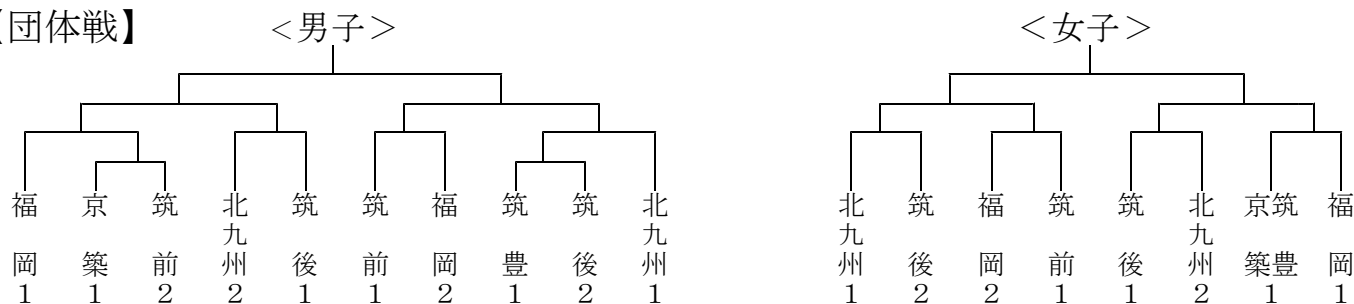 【団体戦】
＜男子＞
＜女子＞
福岡1
京築1
筑前2
北九州2
筑後1
筑前1
福岡2
筑豊1
筑後2
北九州1
北九州1
筑後2
福岡2
筑前1
筑後1
北九州2
京築
筑豊1
福岡1